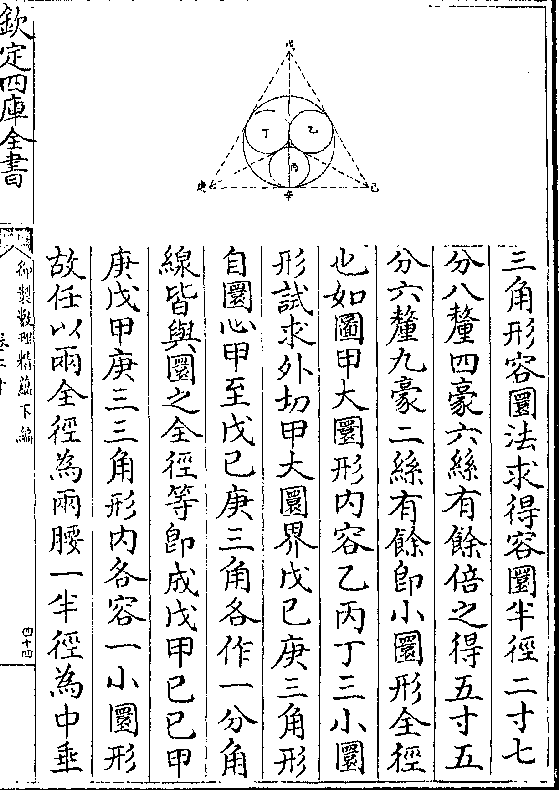 三角形容圜法求得容圜半徑二寸七
分八釐四豪六絲有餘倍之得五寸五
分六釐九豪二絲有餘即小圜形全徑
也如圖甲大圜形内容乙丙丁三小圜
形試求外切甲大圜界戊己庚三角形
自圜心甲至戊己庚三角各作一分角
線皆與圜之全徑等即成戊甲己己甲
庚戊甲庚三三角形内各容一小圜形
故任以兩全徑為兩腰一半徑為中垂
戊
丁
乙
丙
庚
辛
己
欽定四庫全書
御製數理精藴下編
四十四